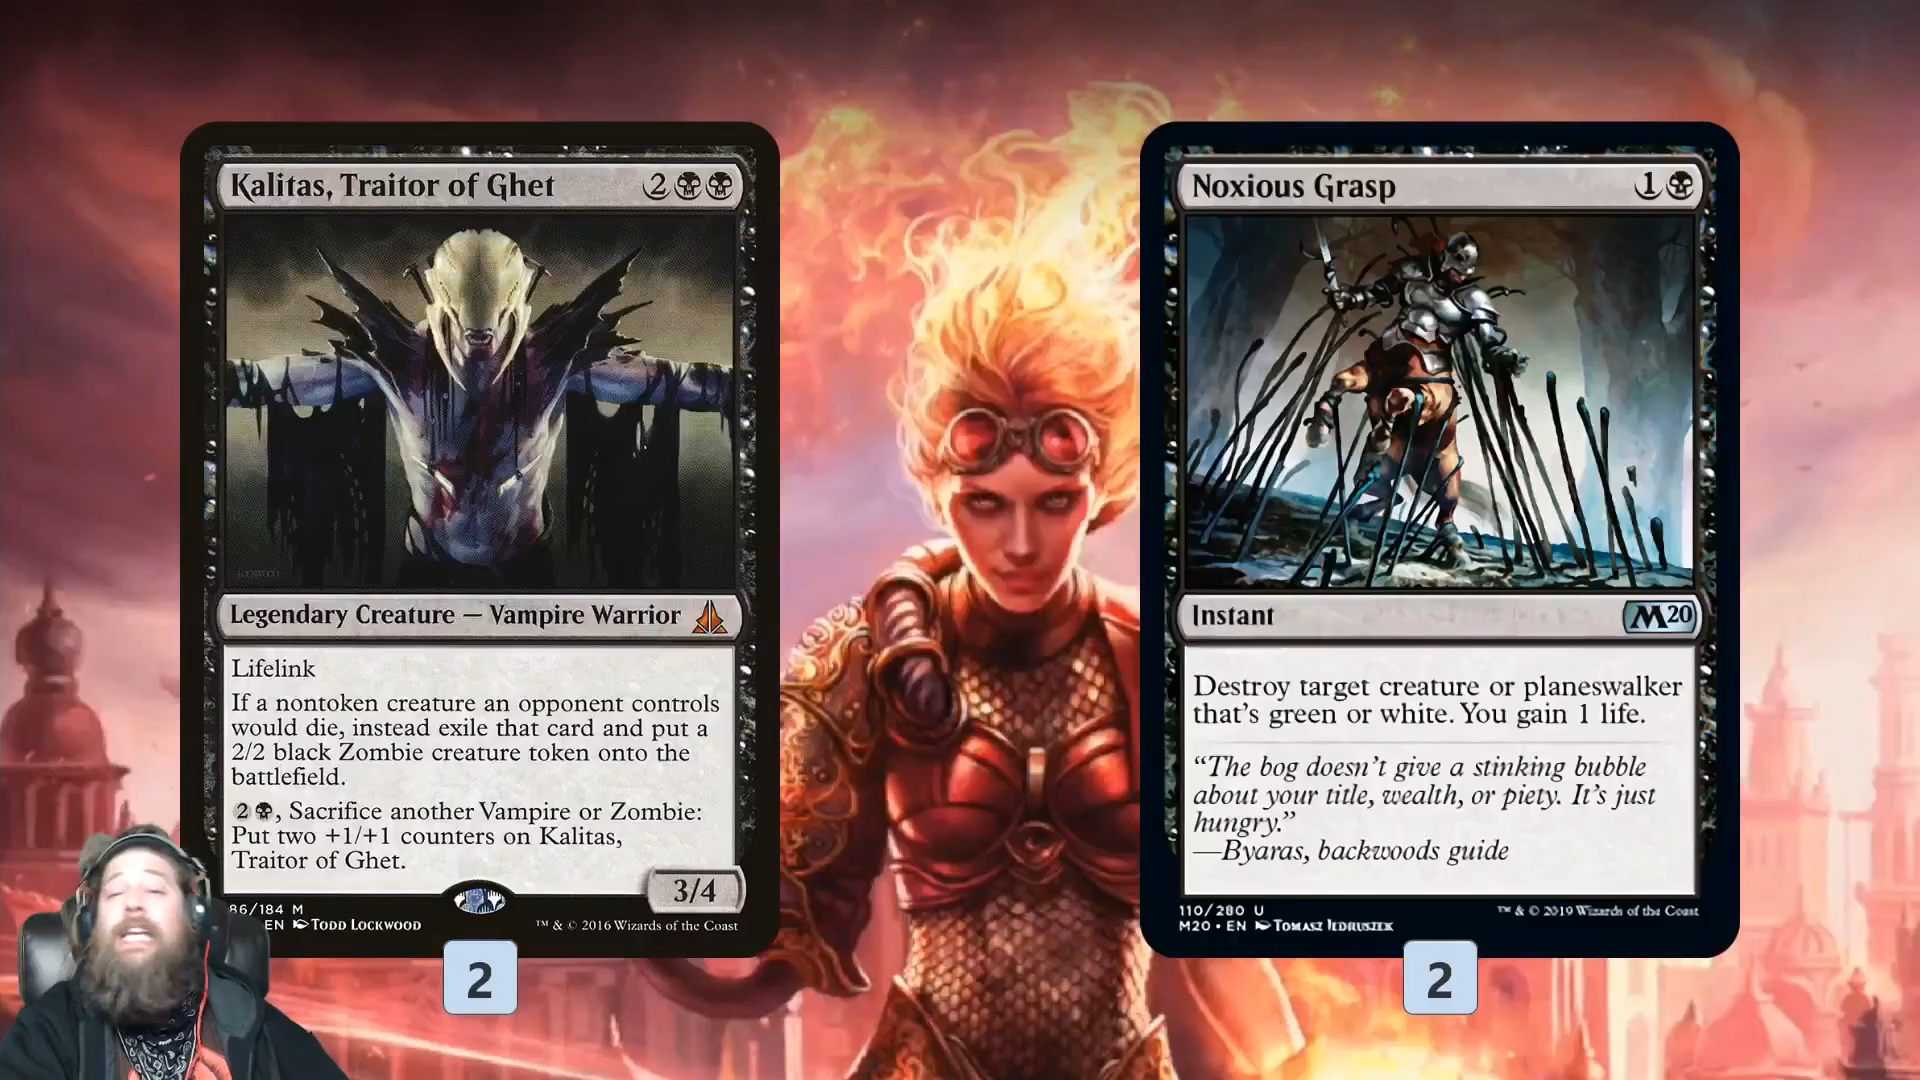 Kalitas, Traitor of Ghet 2
Legendary Creature — Vampire Warrior
Lifelink
If a nontoken creature an opponent controls
would die, instead exile that card and put a
2/2 black Zombie creature token onto the
battlefield.
2, Sacrifice another Vampire or Zombie:
Put two +1/+1 counters on Kalitas,
Traitor of Ghet.
3/4
86/184 M
EN Todd Lockwood
™ & © 2016 Wizards of the Coast
2
Noxious Grasp 1
Instant
M20
Destroy target creature or planeswalker
that's green or white. You gain 1 life.
“The bog doesn't give a stinking bubble
about your title, wealth, or piety. It's just
hungry.”
—Byaras, backwoods guide
110/280 U
M20 • EN Tomasz Jedruszek
™ & © 2019 Wizards of the Coast
2